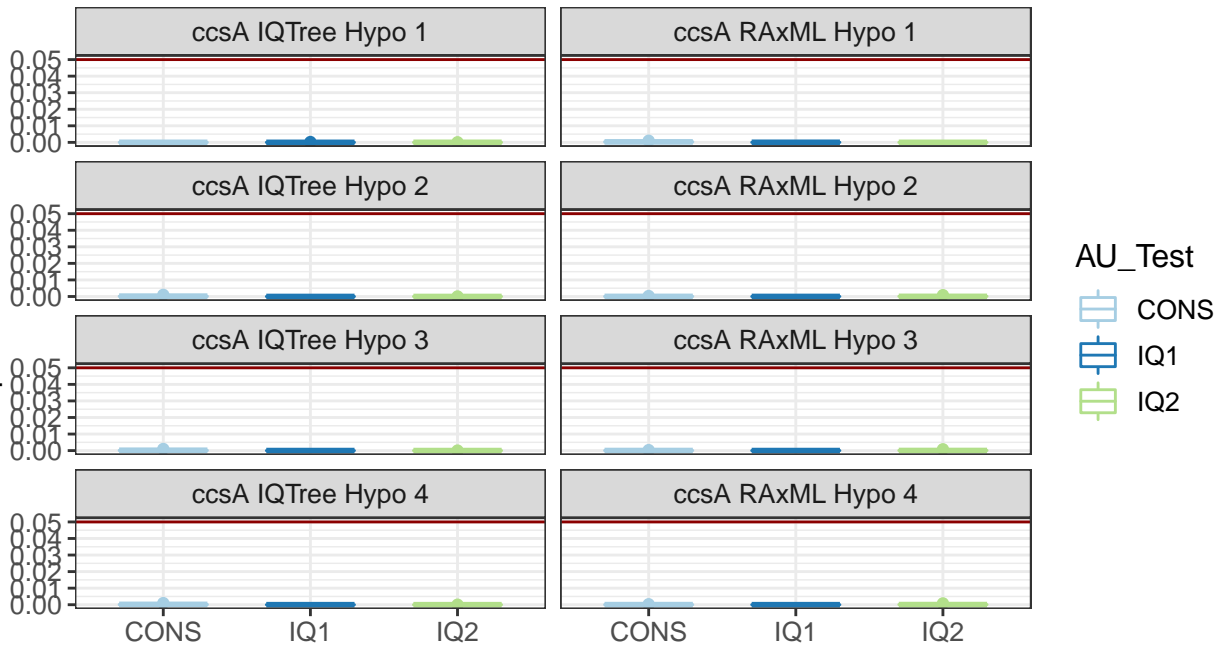 ccsA IQTree Hypo 1
ccsA RAxML Hypo 1
0.05
0.04
0.03
0.02
0.01
0.00
ccsA IQTree Hypo 2
ccsA RAxML Hypo 2
0.05
0.04
0.03
0.02
0.01
0.00
ccsA IQTree Hypo 3
ccsA RAxML Hypo 3
0.05
0.04
0.03
0.02
0.01
0.00
ccsA IQTree Hypo 4
ccsA RAxML Hypo 4
0.05
0.04
0.03
0.02
0.01
0.00
CONS IQ1 IQ2
CONS IQ1 IQ2
AU_Test
CONS
IQ1
IQ2